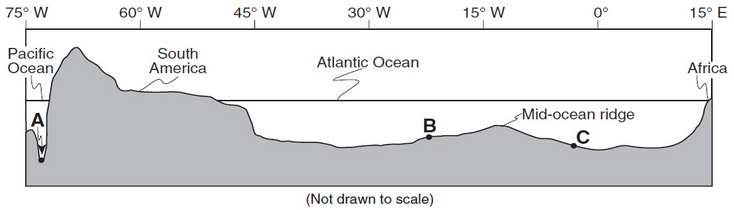 75° W 60° W 45° W 30° W 15° W 0° 15° E
Pacific
Ocean
South
America
Atlantic Ocean
Africa
A
B
Mid-ocean ridge
C
(Not drawn to scale)